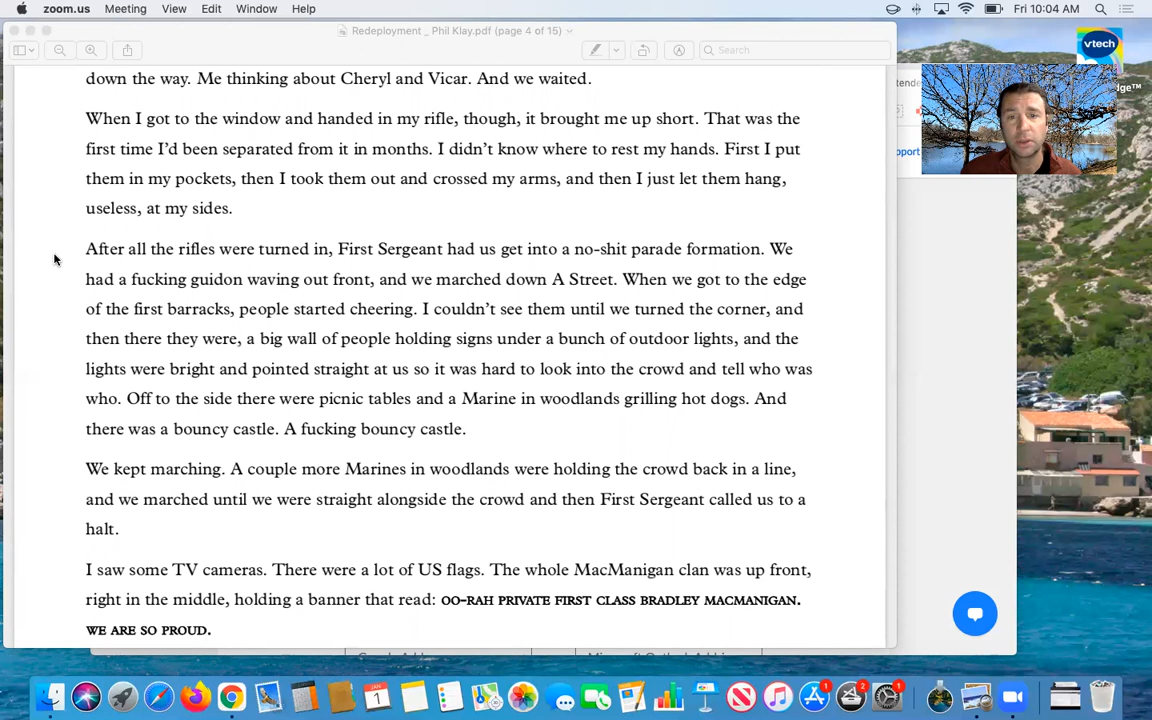 zoom.us Meeting View Edit Window Help Fri 10:04 AM
Redeployment _ Phil Klay.pdf (page 4 of 15)
Search
vtech
dge™
tende
pport
down the way. Me thinking about Cheryl and Vicar. And we waited.
When I got to the window and handed in my rifle, though, it brought me up short. That was the
first time I'd been separated from it in months. I didn't know where to rest my hands. First I put
them in my pockets, then I took them out and crossed my arms, and then I just let them hang,
useless, at my sides.
After all the rifles were turned in, First Sergeant had us get into a no-shit parade formation. We
had a fucking guidon waving out front, and we marched down A Street. When we got to the edge
of the first barracks, people started cheering. I couldn't see them until we turned the corner, and
then there they were, a big wall of people holding signs under a bunch of outdoor lights, and the
lights were bright and pointed straight at us so it was hard to look into the crowd and tell who was
who. Off to the side there were picnic tables and a Marine in woodlands grilling hot dogs. And
there was a bouncy castle. A fucking bouncy castle.
We kept marching. A couple more Marines in woodlands were holding the crowd back in a line,
and we marched until we were straight alongside the crowd and then First Sergeant called us to a
halt.
I saw some TV cameras. There were a lot of US flags. The whole MacManigan clan was up front,
right in the middle, holding a banner that read: OO-RAH PRIVATE FIRST CLASS BRADLEY MACMANIGAN.
WE ARE SO PROUD.
JAN
1
1
2
1